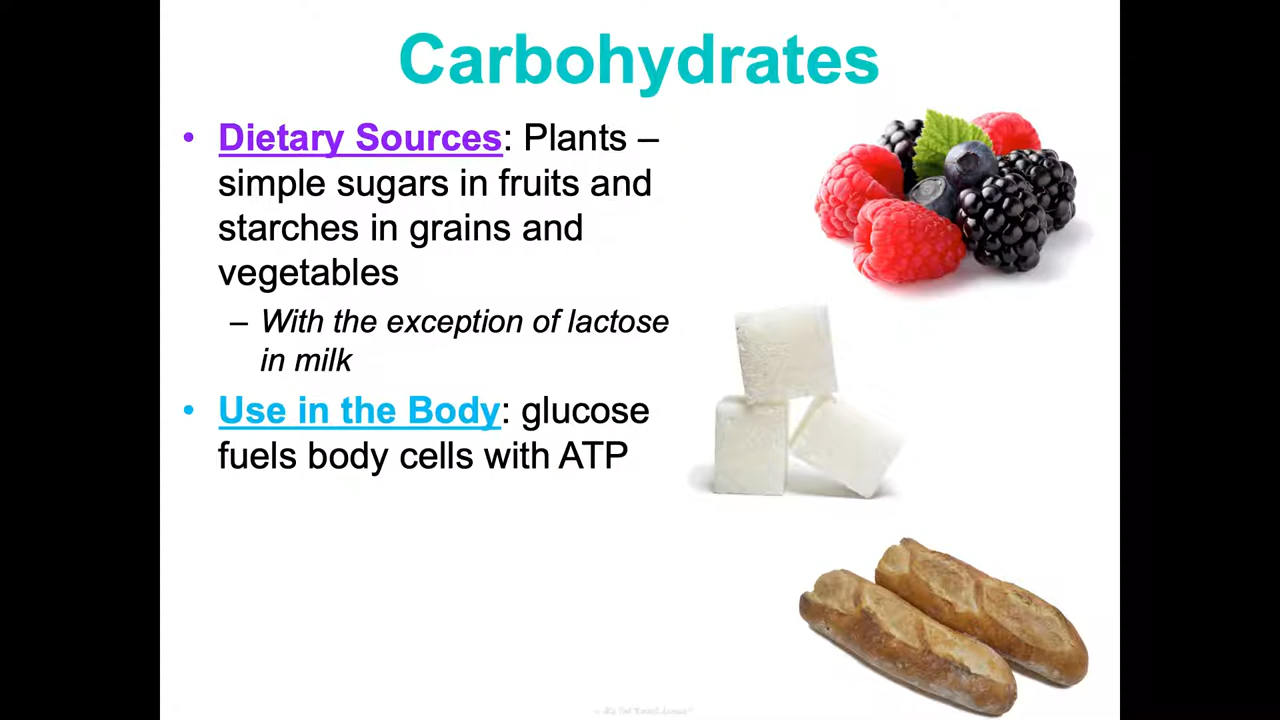 Carbohydrates
• Dietary Sources: Plants –
simple sugars in fruits and
starches in grains and
vegetables
– With the exception of lactose
in milk
• Use in the Body: glucose
fuels body cells with ATP